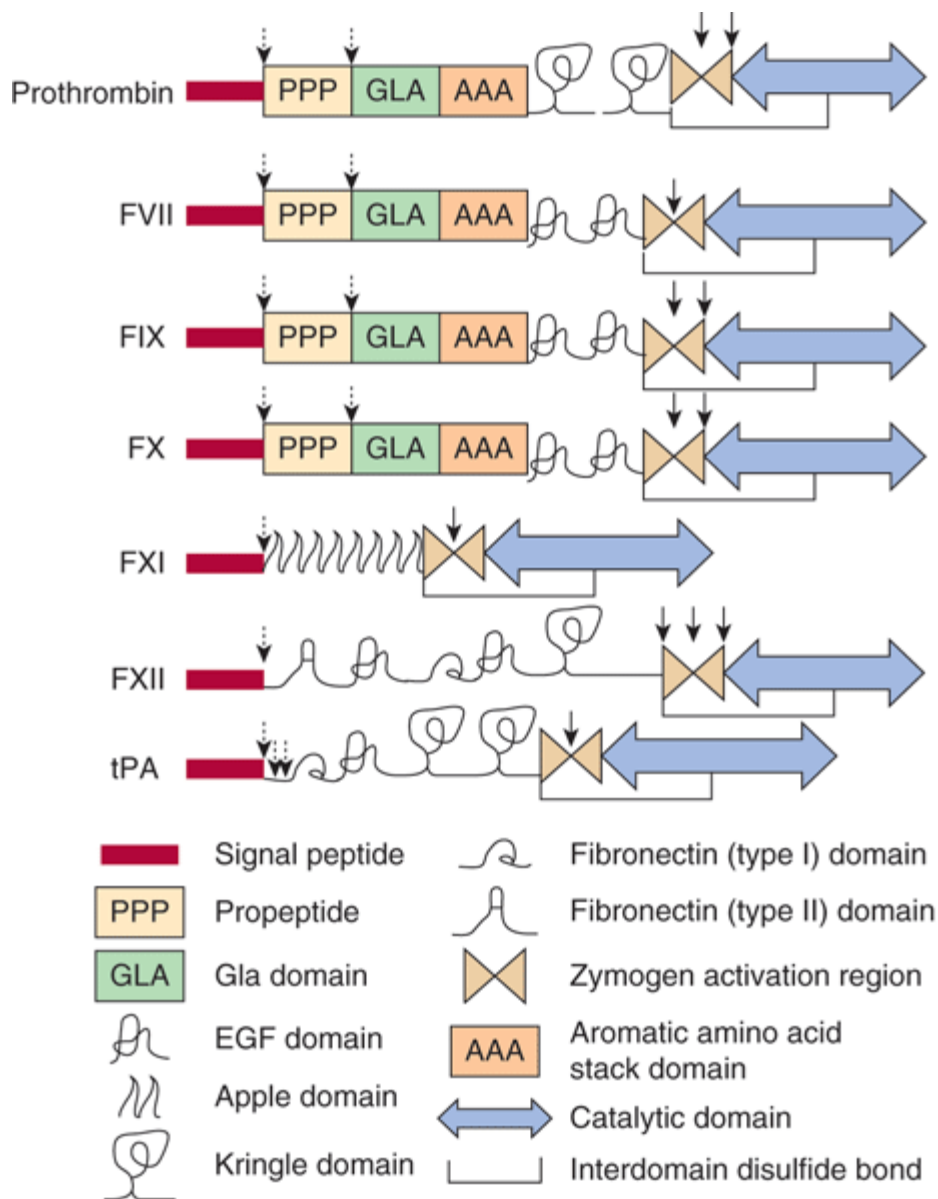 Prothrombin PPP GLA AAA
FVII PPP GLA AAA
FIX PPP GLA AAA
FX PPP GLA AAA
FXI
FXII
tPA
Signal peptide
PPP Propeptide
GLA Gla domain
EGF domain
Apple domain
Kringle domain
Fibronectin (type I) domain
Fibronectin (type II) domain
Zymogen activation region
AAA Aromatic amino acid
stack domain
Catalytic domain
Interdomain disulfide bond